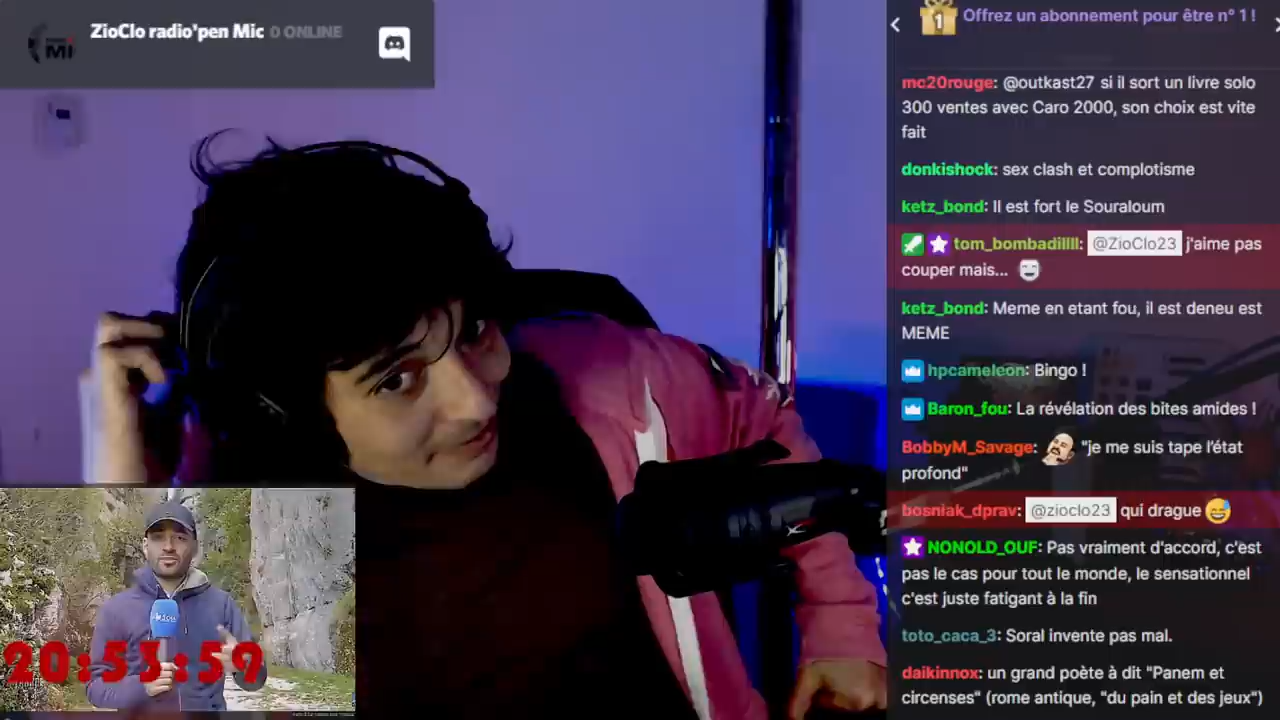 ZioClo radio'pen Mic 0 ONLINE
MI
1 Offrez un abonnement pour être n° 1 !
mc20rouge: @outkast27 si il sort un livre solo
300 ventes avec Caro 2000, son choix est vite
fait
donkishock: sex clash et complotisme
ketz_bond: Il est fort le Souraloum
tom_bombadilllll: @ZioClo23 j'aime pas
couper mais...
ketz_bond: Meme en etant fou, il est deneu est
MEME
hpcameleon: Bingo !
Baron_fou: La révélation des bites amides !
BobbyM_Savage: "je me suis tape l'état
profond"
bosniak_dprav: @zioclo23 qui drague
NONOLD_OUF: Pas vraiment d'accord, c'est
pas le cas pour tout le monde, le sensationnel
c'est juste fatigant à la fin
toto_caca_3: Soral invente pas mal.
daikinnox: un grand poète à dit "Panem et
circenses" (rome antique, "du pain et des jeux")
20:53:59